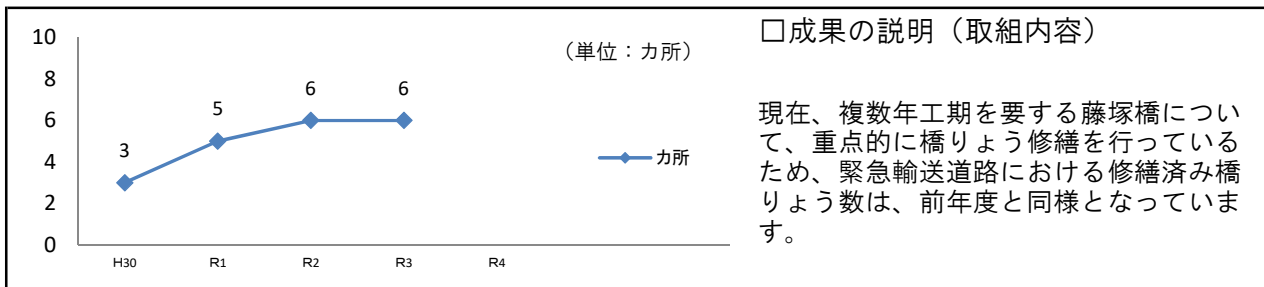 10
8
6
4
2
0
（単位：カ所）
3
5
6
6
カ所
H30
R1
R2
R3
R4
□成果の説明（取組内容）
現在、複数年工期を要する藤塚橋につい
て、重点的に橋りょう修繕を行っている
ため、緊急輸送道路における修繕済み橋
りょう数は、前年度と同様となっていま
す。